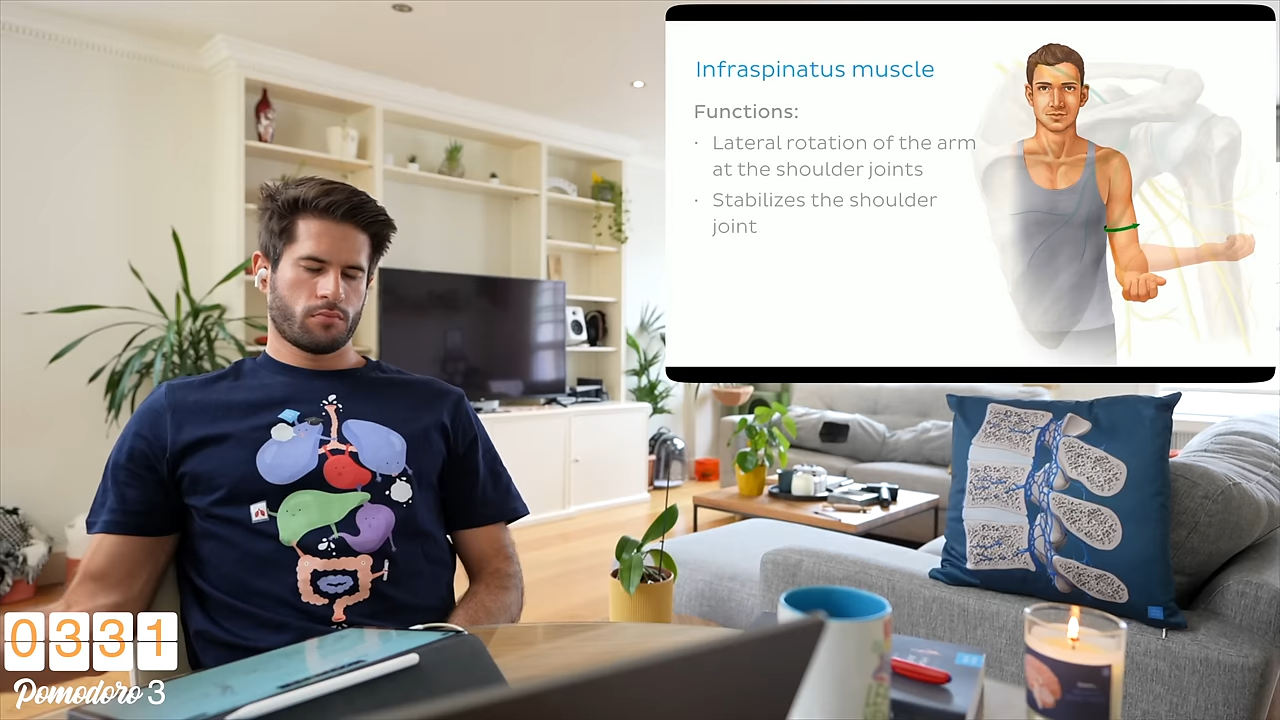 Infraspinatus muscle
Functions:
· Lateral rotation of the arm
at the shoulder joints
· Stabilizes the shoulder
joint
0331
Pomodoro 3